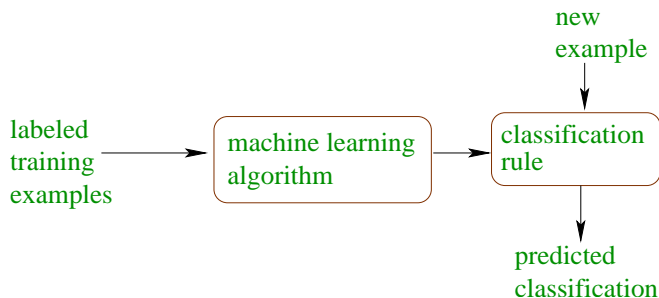 new
example
labeled
training
examples
machine learning
algorithm
classification
rule
predicted
classification